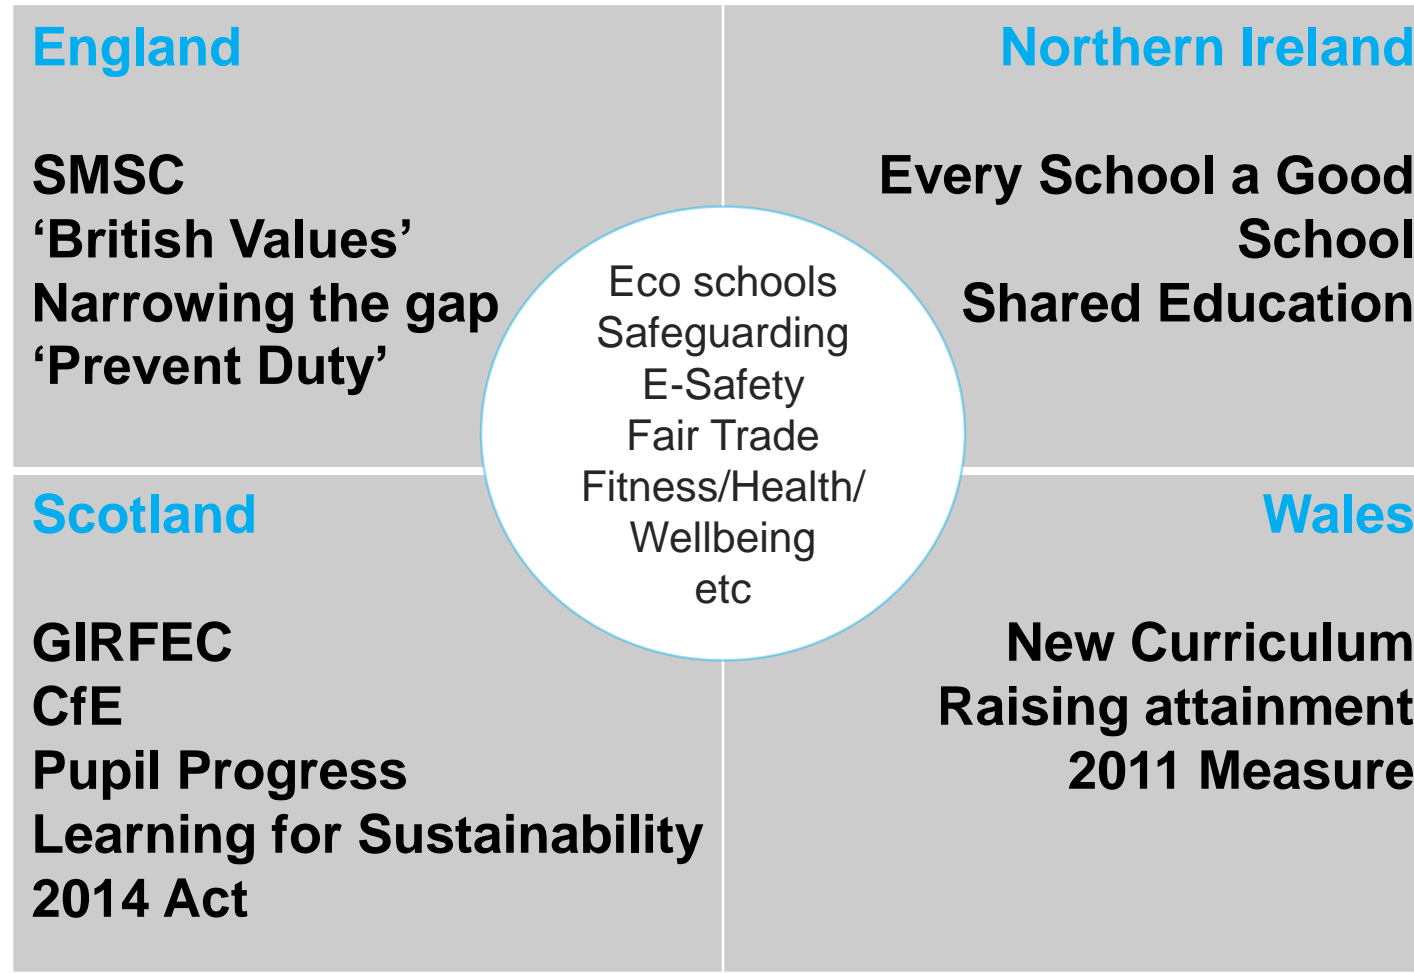 England
SMSC
‘British Values’
Narrowing the gap
‘Prevent Duty’
Northern Ireland
Every School a Good
School
Shared Education
Eco schools
Safeguarding
E-Safety
Fair Trade
Fitness/Health/
Wellbeing
etc
Scotland
GIRFEC
CfE
Pupil Progress
Learning for Sustainability
2014 Act
Wales
New Curriculum
Raising attainment
2011 Measure